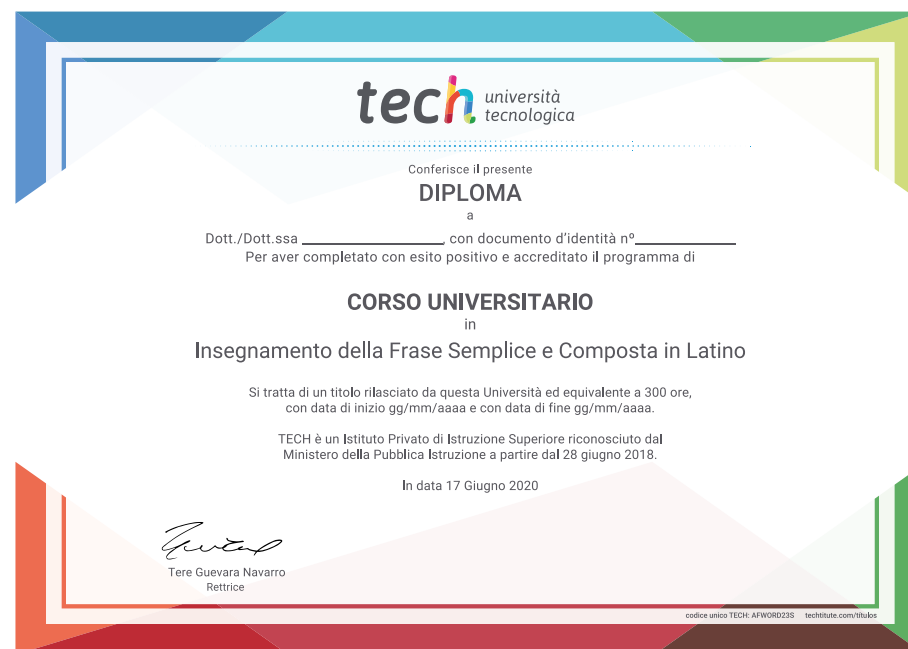 tech università
tecnologica
Conferisce il presente
DIPLOMA
a
Dott./Dott.ssa ____________________, con documento d'identità nº______________
Per aver completato con esito positivo e accreditato il programma di
CORSO UNIVERSITARIO
in
Insegnamento della Frase Semplice e Composta in Latino
Si tratta di un titolo rilasciato da questa Università ed equivalente a 300 ore,
con data di inizio gg/mm/aaaa e con data di fine gg/mm/aaaa.
TECH è un Istituto Privato di Istruzione Superiore riconosciuto dal
Ministero della Pubblica Istruzione a partire dal 28 giugno 2018.
In data 17 Giugno 2020
Tere Guevara Navarro
Rettrice
codice unico TECH: AFWORD23S techtitute.com/titulos